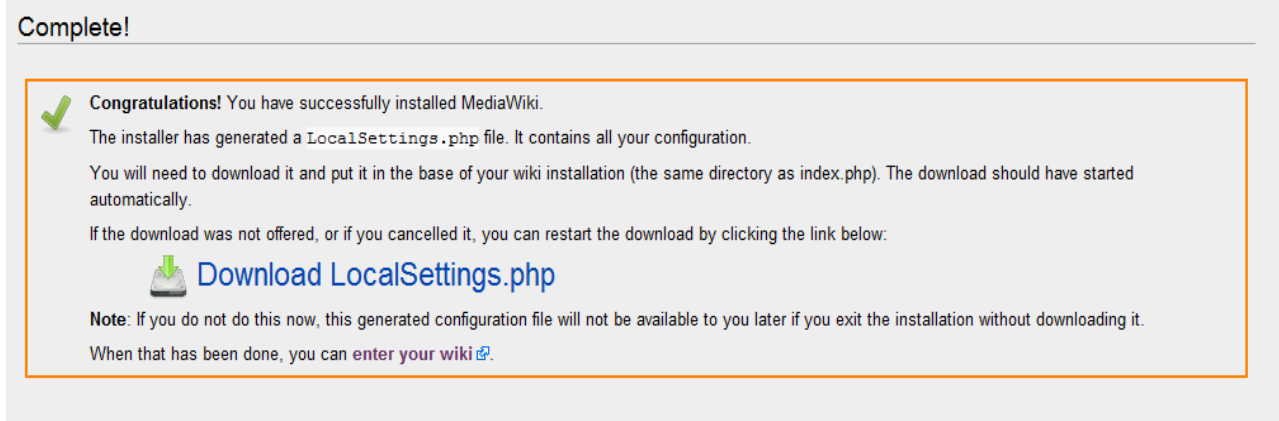 Complete!
Congratulations! You have successfully installed MediaWiki.
The installer has generated a LocalSettings.php file. It contains all your configuration.
You will need to download it and put it in the base of your wiki installation (the same directory as index.php). The download should have started
automatically.
If the download was not offered, or if you cancelled it, you can restart the download by clicking the link below:
Download LocalSettings.php
Note: If you do not do this now, this generated configuration file will not be available to you later if you exit the installation without downloading it.
When that has been done, you can enter your wiki.